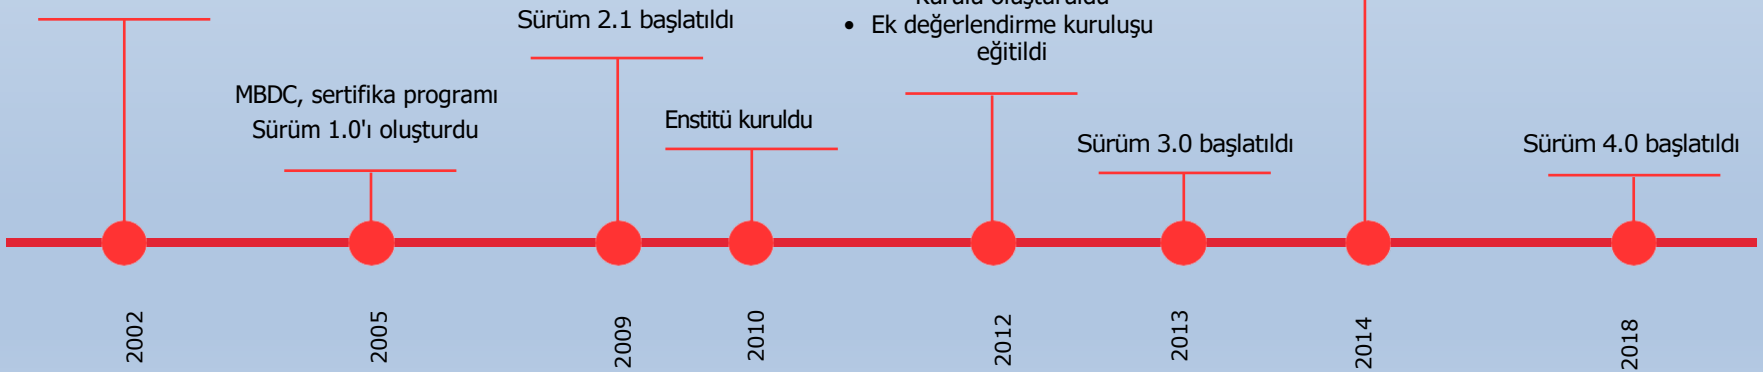 Sürüm 2.1 başlatıldı
• Ek değerlendirme kuruluşu
eğitildi
MBDC, sertifika programı
Sürüm 1.0'ı oluşturdu
Enstitü kuruldu
Sürüm 3.0 başlatıldı
Sürüm 4.0 başlatıldı
2002
2005
2009
2010
2012
2013
2014
2018